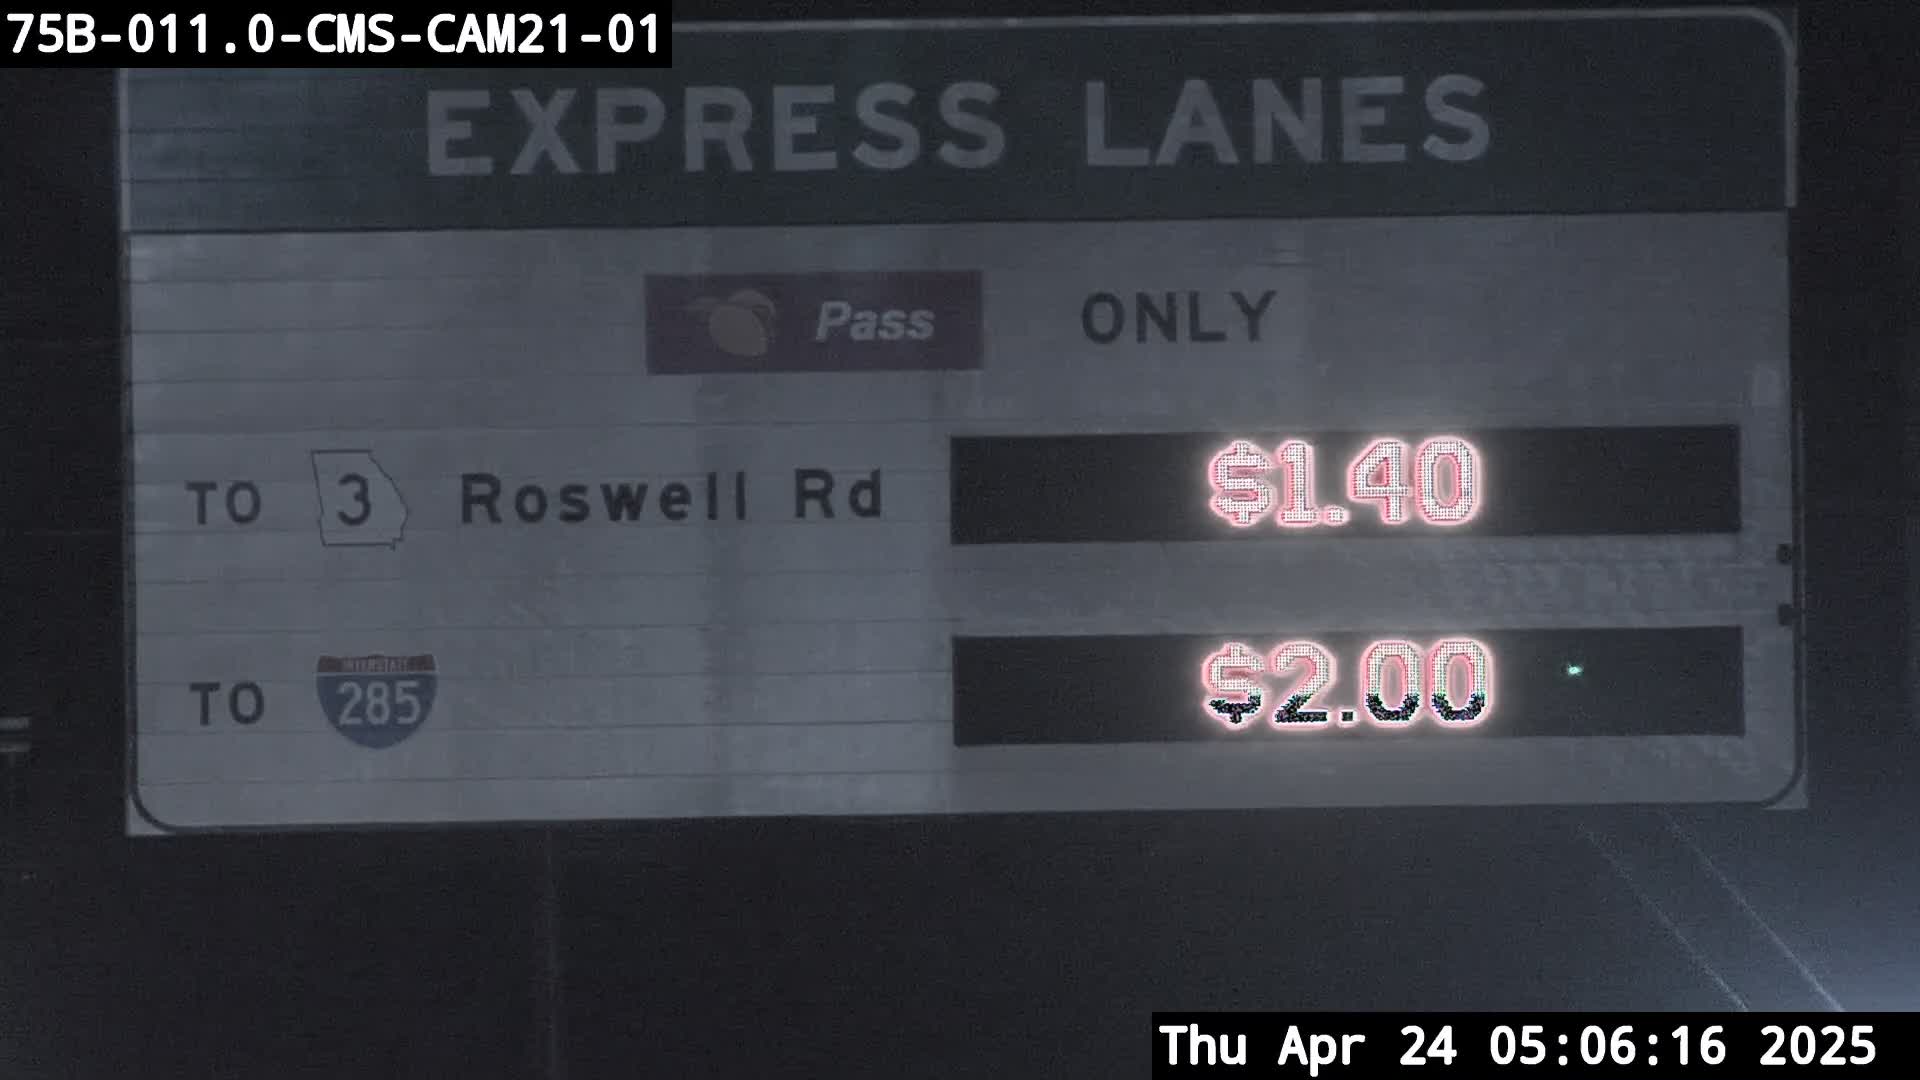 75B-011.0-CMS-CAM21-01
EXPRESS LANES
Pass ONLY
TO 3 Roswell Rd $1.40
TO INTERSTATE 285 $2.00
Thu Apr 24 05:06:16 2025